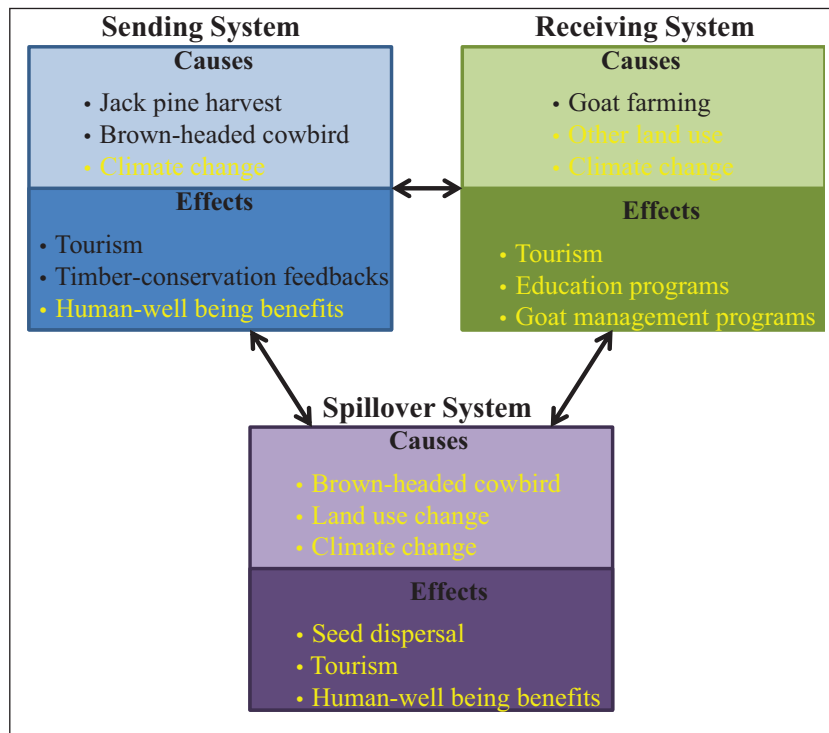 Sending System
Causes
• Jack pine harvest
• Brown-headed cowbird
• Climate change
Effects
• Tourism
• Timber-conservation feedbacks
• Human-well being benefits
Receiving System
Causes
• Goat farming
• Other land use
• Climate change
Effects
• Tourism
• Education programs
• Goat management programs
Spillover System
Causes
• Brown-headed cowbird
• Land use change
• Climate change
Effects
• Seed dispersal
• Tourism
• Human-well being benefits